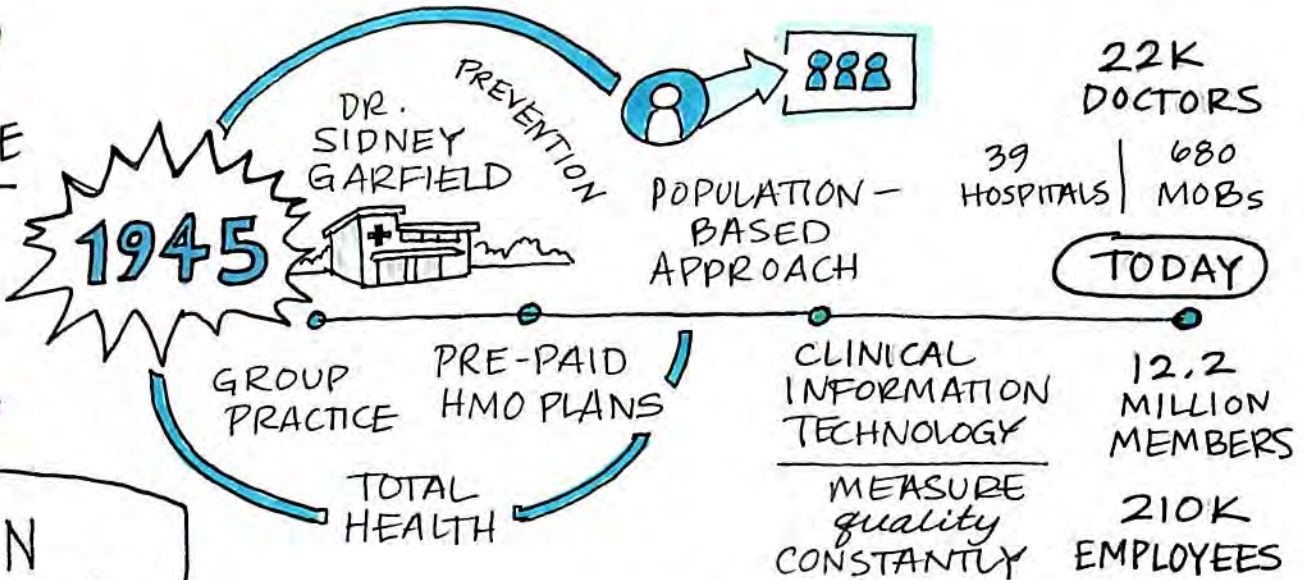 E
1945
DR.
SIDNEY
GARFIELD
PREVENTION
POPULATION-
BASED
APPROACH
22K
DOCTORS
39
HOSPITALS
680
MOBs
TODAY
GROUP
PRACTICE
PRE-PAID
HMO PLANS
TOTAL
HEALTH
CLINICAL
INFORMATION
TECHNOLOGY
MEASURE
quality
CONSTANTLY
12.2
MILLION
MEMBERS
210K
EMPLOYEES
N